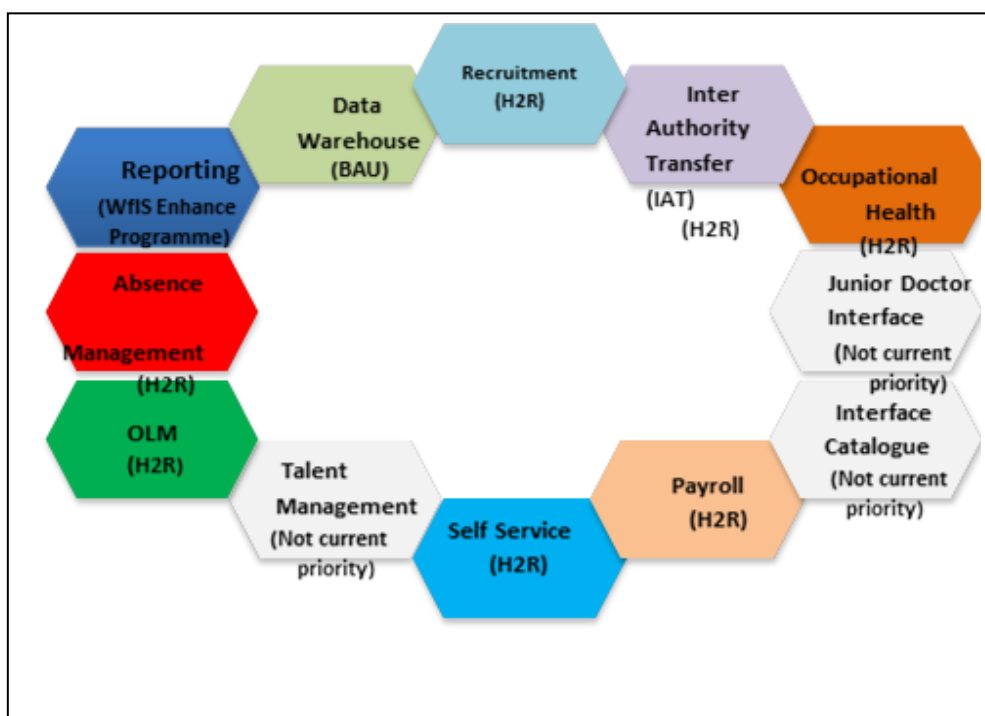 Recruitment
(H2R)
Inter
Authority
Transfer
(IAT)
(H2R)
Occupational
Health
(H2R)
Junior Doctor
Interface
(Not current
priority)
Interface
Catalogue
(Not current
priority)
Payroll
(H2R)
Self Service
(H2R)
Talent
Management
(Not current
priority)
OLM
(H2R)
Absence
Management
(H2R)
Reporting
(WfIS Enhance
Programme)
Data
Warehouse
(BAU)